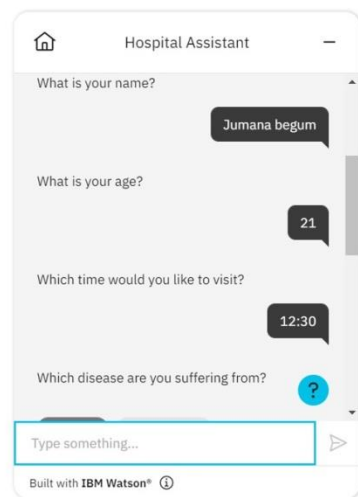 Hospital Assistant
What is your name?
Jumana begum
What is your age?
21
Which time would you like to visit?
12:30
Which disease are you suffering from?
?
Type something...
Built with IBM Watson® i